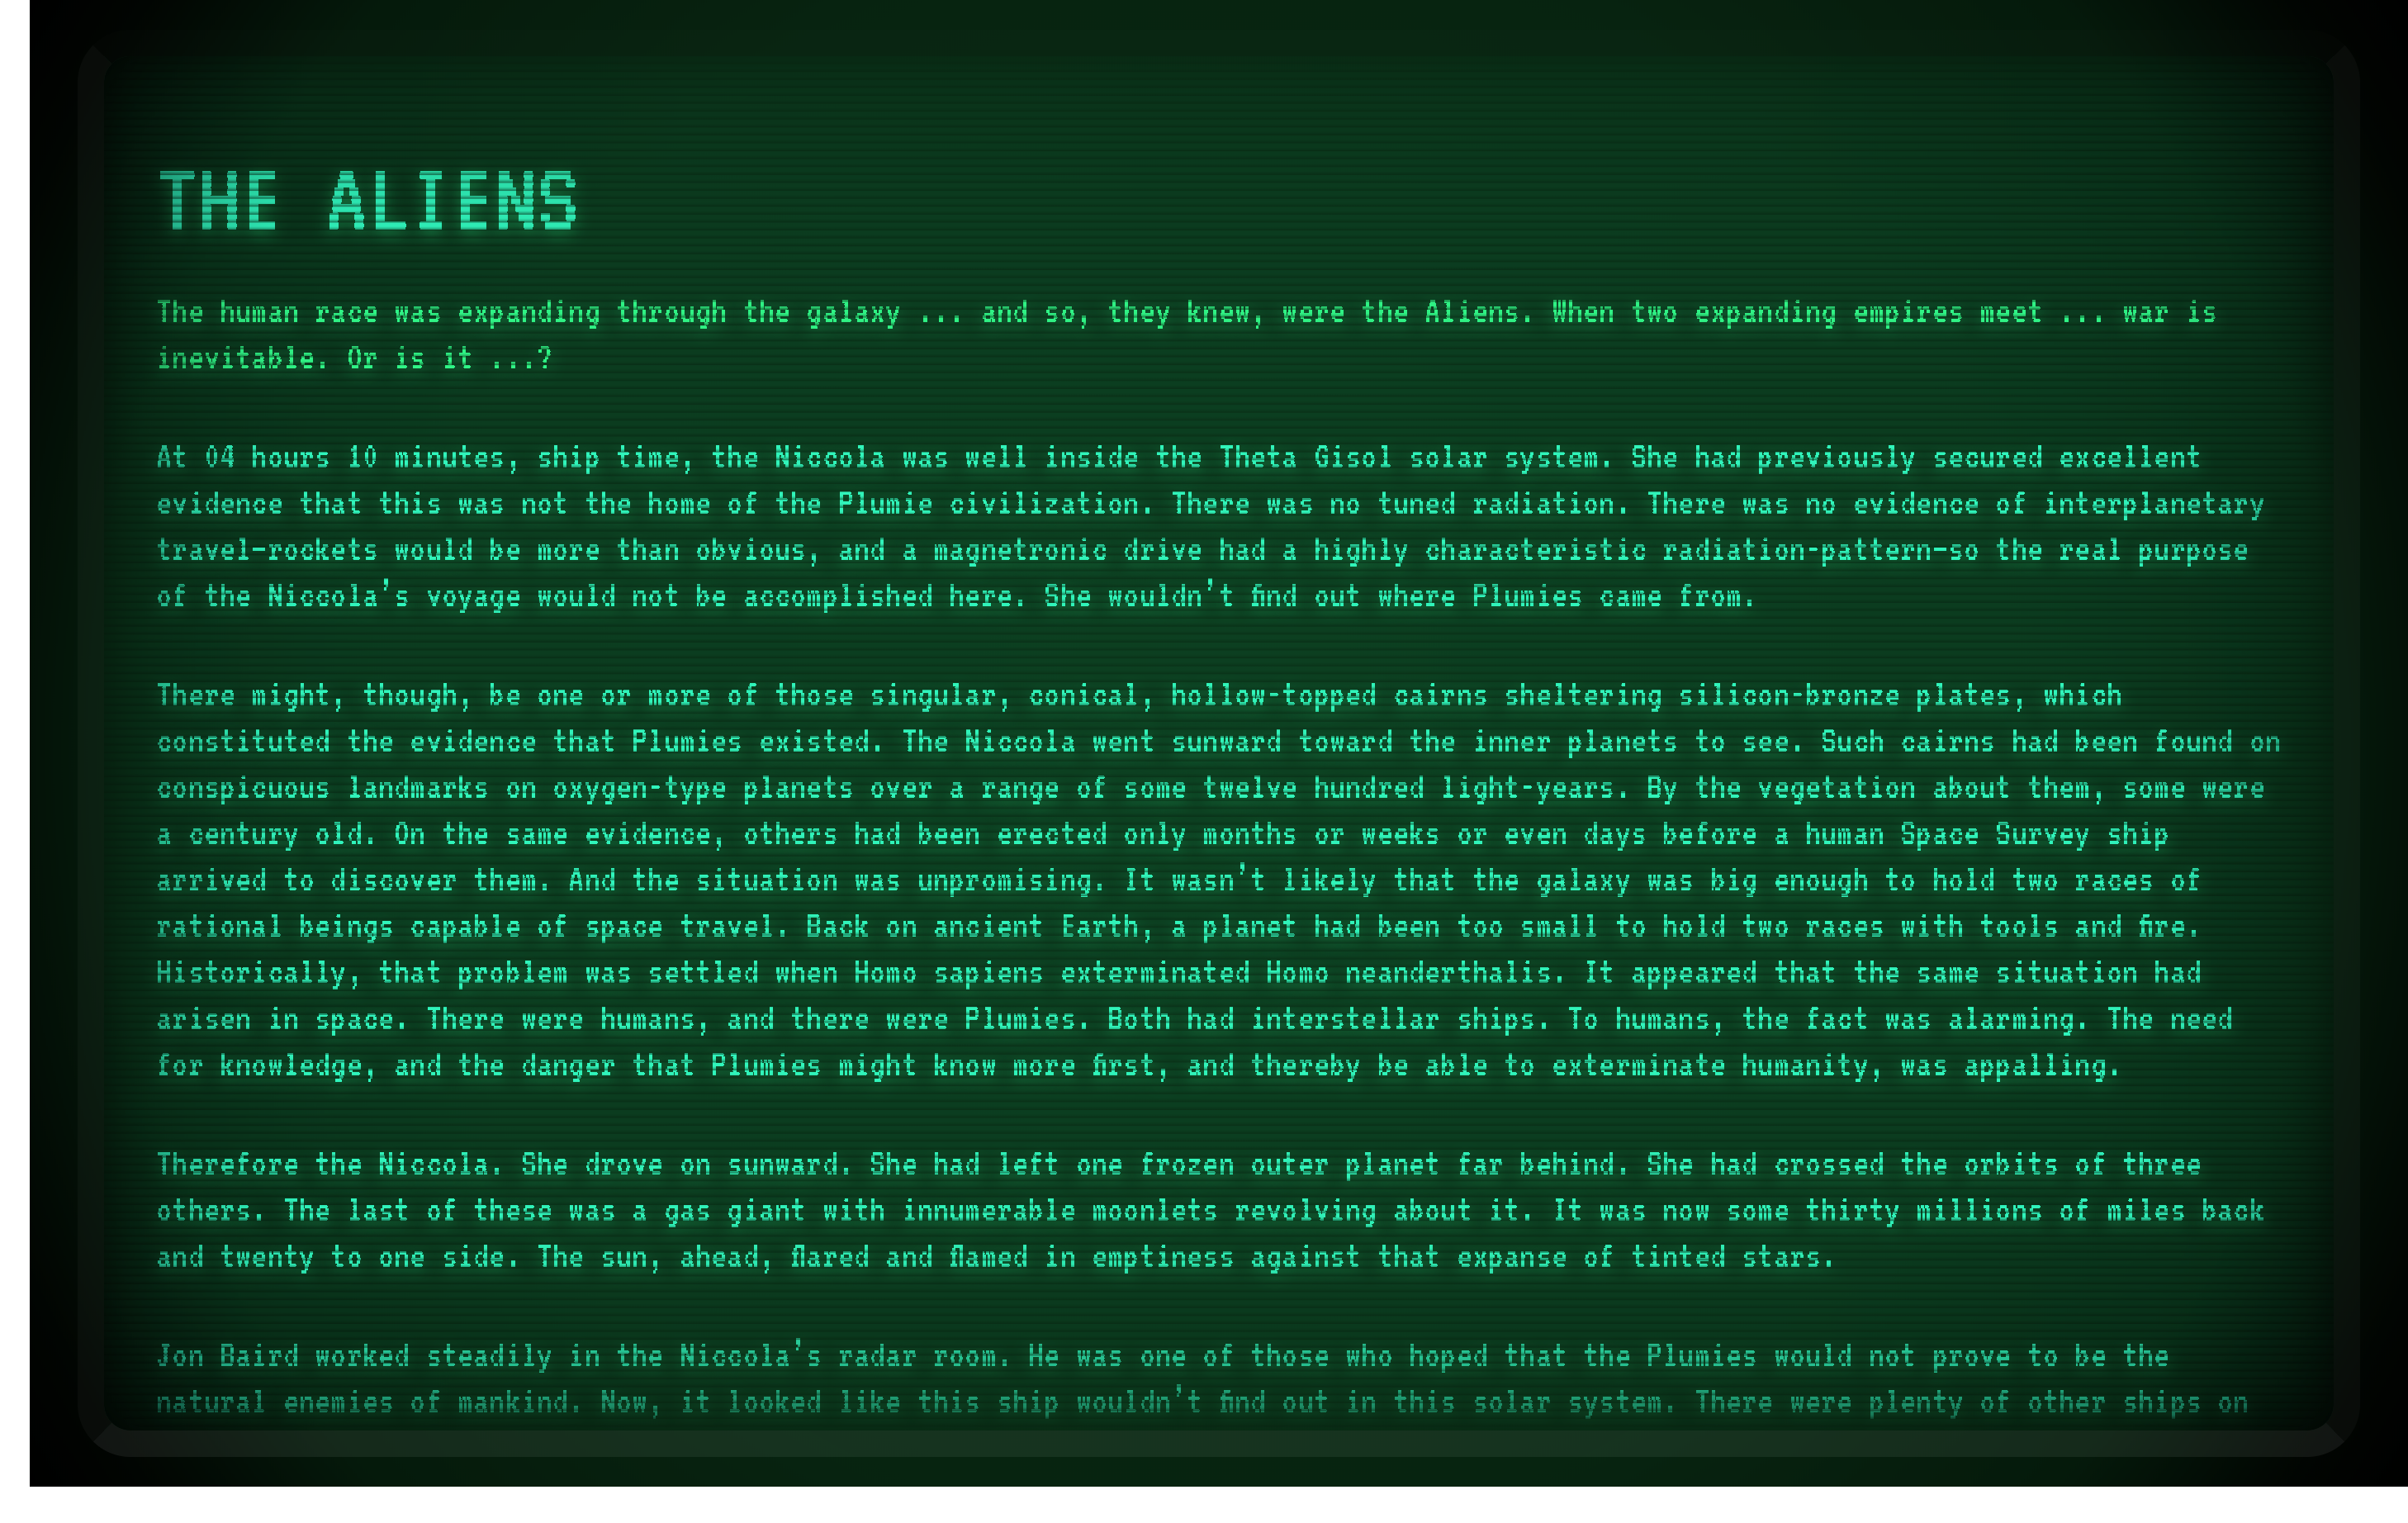 THE ALIENS
The human race was expanding through the galaxy ... and so, they knew, were the Aliens. When two expanding empires meet ... war is
inevitable. Or is it ...?
At 04 hours 10 minutes, ship time, the Niccola was well inside the Theta Gisol solar system. She had previously secured excellent
evidence that this was not the home of the Plumie civilization. There was no tuned radiation. There was no evidence of interplanetary
travel—rockets would be more than obvious, and a magnetronic drive had a highly characteristic radiation-pattern—so the real purpose
of the Niccola’s voyage would not be accomplished here. She wouldn’t find out where Plumies came from.
There might, though, be one or more of those singular, conical, hollow-topped cairns sheltering silicon-bronze plates, which
constituted the evidence that Plumies existed. The Niccola went sunward toward the inner planets to see. Such cairns had been found on
conspicuous landmarks on oxygen-type planets over a range of some twelve hundred light-years. By the vegetation about them, some were
a century old. On the same evidence, others had been erected only months or weeks or even days before a human Space Survey ship
arrived to discover them. And the situation was unpromising. It wasn’t likely that the galaxy was big enough to hold two races of
rational beings capable of space travel. Back on ancient Earth, a planet had been too small to hold two races with tools and fire.
Historically, that problem was settled when Homo sapiens exterminated Homo neanderthalis. It appeared that the same situation had
arisen in space. There were humans, and there were Plumies. Both had interstellar ships. To humans, the fact was alarming. The need
for knowledge, and the danger that Plumies might know more first, and thereby be able to exterminate humanity, was appalling.
Therefore the Niccola. She drove on sunward. She had left one frozen outer planet far behind. She had crossed the orbits of three
others. The last of these was a gas giant with innumerable moonlets revolving about it. It was now some thirty millions of miles back
and twenty to one side. The sun, ahead, flared and flamed in emptiness against that expanse of tinted stars.
Jon Baird worked steadily in the Niccola’s radar room. He was one of those who hoped that the Plumies would not prove to be the
natural enemies of mankind. Now, it looked like this ship wouldn’t find out in this solar system. There were plenty of other ships on